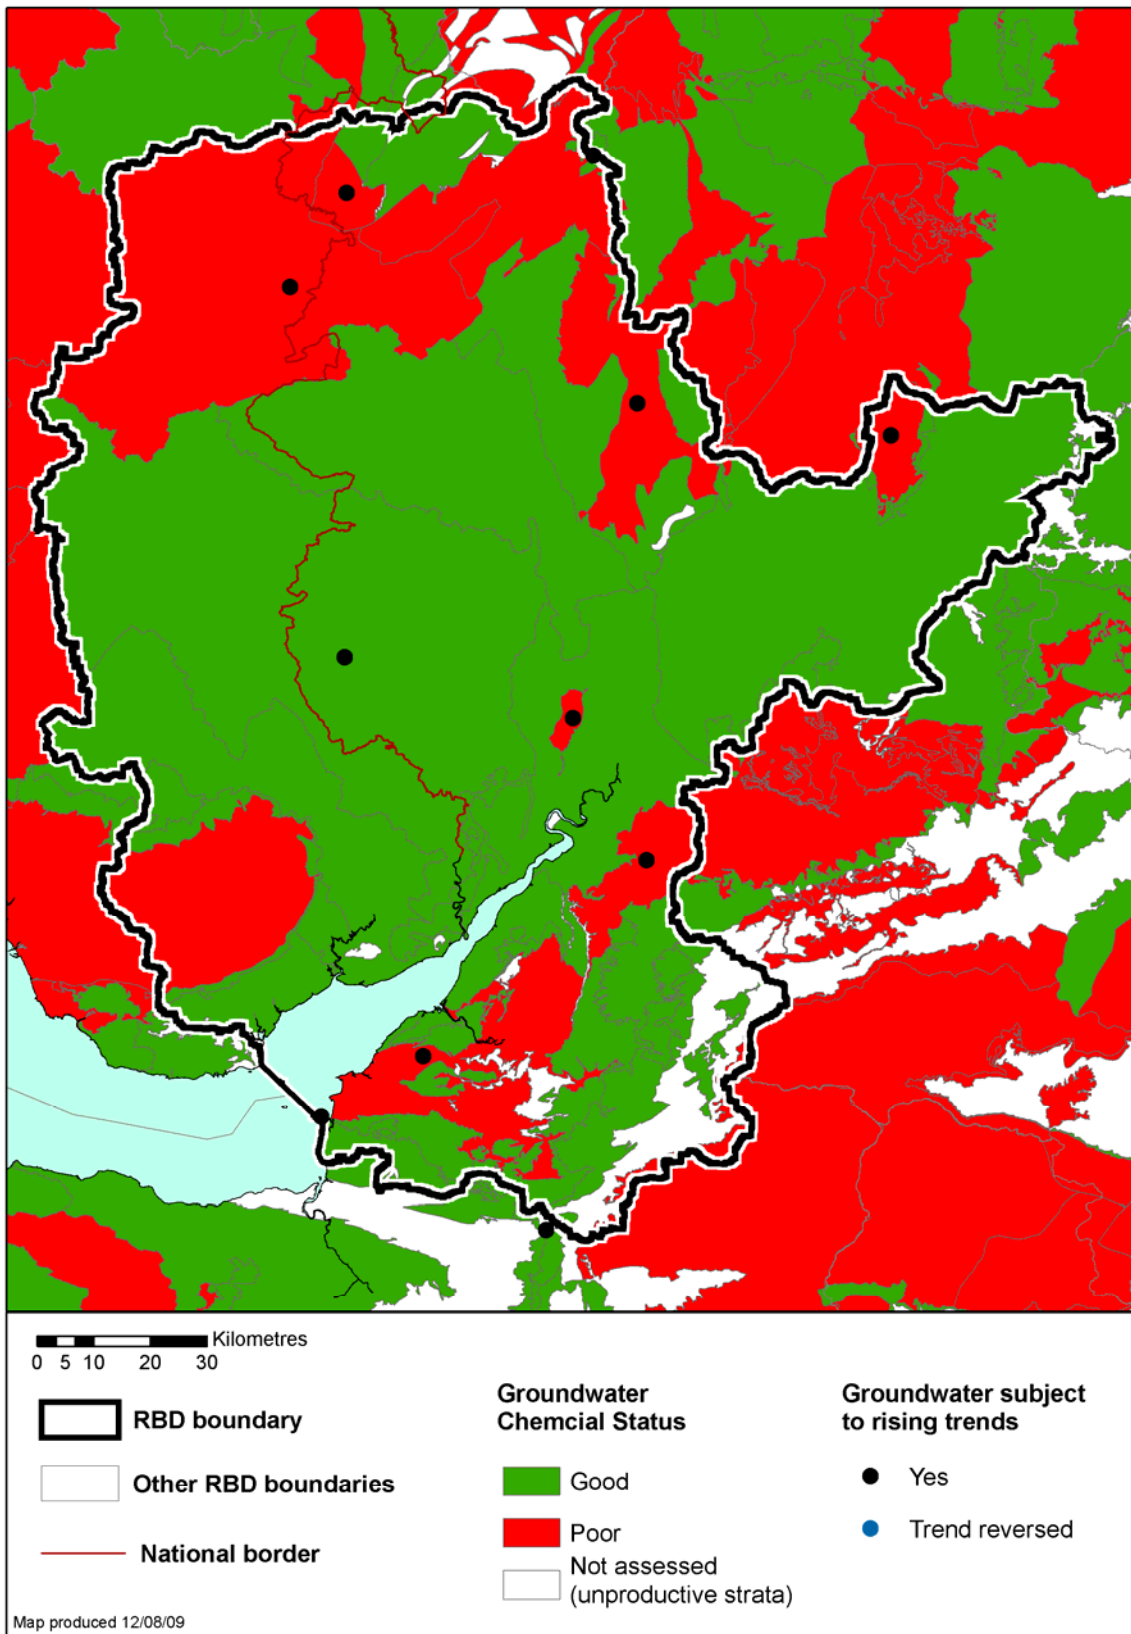 Kilometres
0 5 10 20 30
RBD boundary
Other RBD boundaries
National border
Groundwater
Chemcial Status
Good
Poor
Not assessed
(unproductive strata)
Groundwater subject
to rising trends
Yes
Trend reversed
Map produced 12/08/09